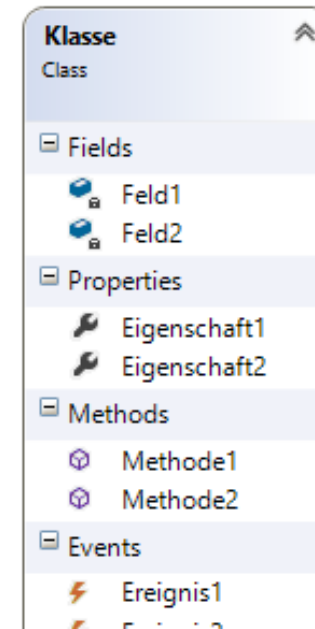 Klasse
Class
Fields
Feld1
Feld2
Properties
Eigenschaft1
Eigenschaft2
Methods
Methode1
Methode2
Events
Ereignis1